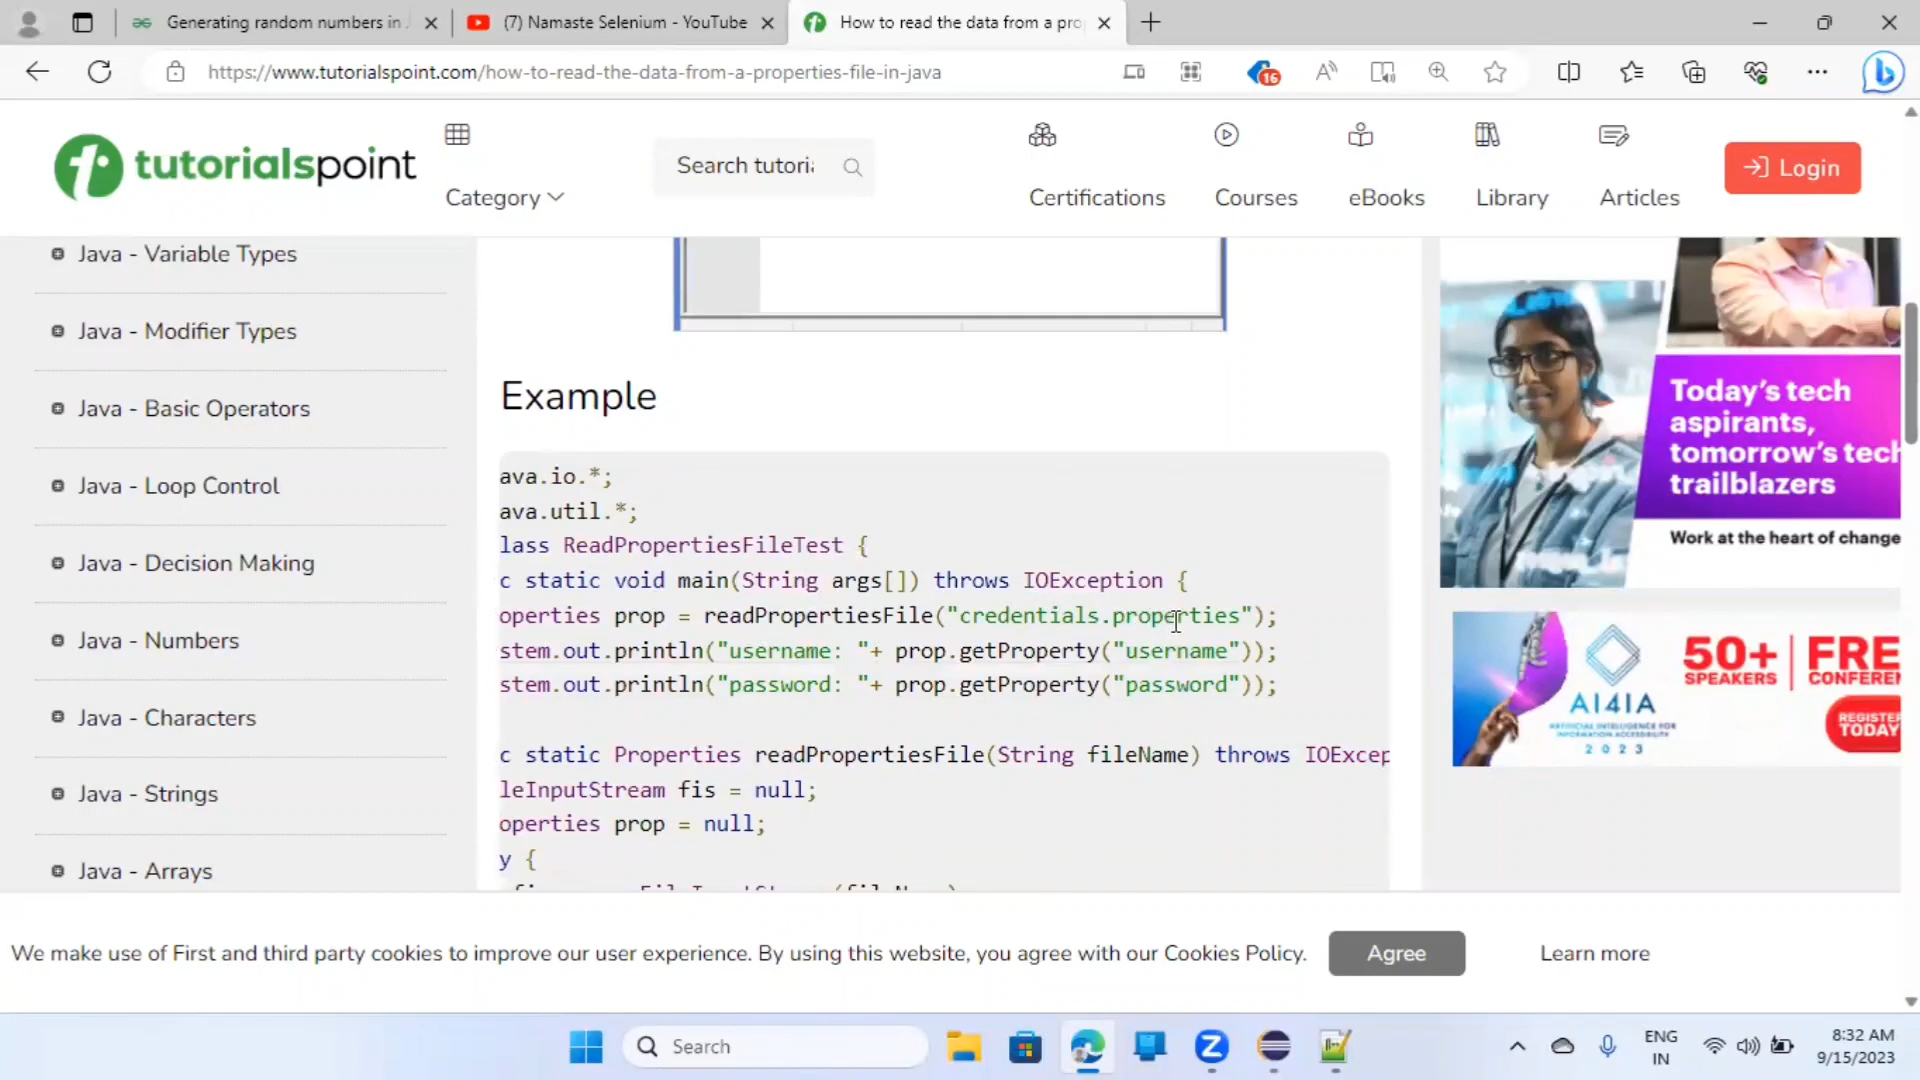 Generating random numbers in J
(7) Namaste Selenium - YouTube
How to read the data from a pro
https://www.tutorialspoint.com/how-to-read-the-data-from-a-properties-file-in-java
16
tutorialspoint
Category
Search tutori
Certifications
Courses
eBooks
Library
Articles
Login
Java - Variable Types
Java - Modifier Types
Java - Basic Operators
Java - Loop Control
Java - Decision Making
Java - Numbers
Java - Characters
Java - Strings
Java - Arrays
Example
ava.io.*;
ava.util.*;
lass ReadPropertiesFileTest {
c static void main(String args[]) throws IOException {
operties prop = readPropertiesFile("credentials.properties");
stem.out.println("username: "+ prop.getProperty("username"));
stem.out.println("password: "+ prop.getProperty("password"));
c static Properties readPropertiesFile(String fileName) throws IOExcep
leInputStream fis = null;
operties prop = null;
y {
Today's tech
aspirants,
tomorrow's tech
trailblazers
Work at the heart of change
AI4IA
ARTIFICIAL INTELLIGENCE FOR
INFORMATION ACCESSIBILITY
2023
50+
SPEAKERS
FRE
CONFEREN
REGISTER
TODAY
We make use of First and third party cookies to improve our user experience. By using this website, you agree with our Cookies Policy.
Agree
Learn more
Search
ENG
IN
8:32 AM
9/15/2023